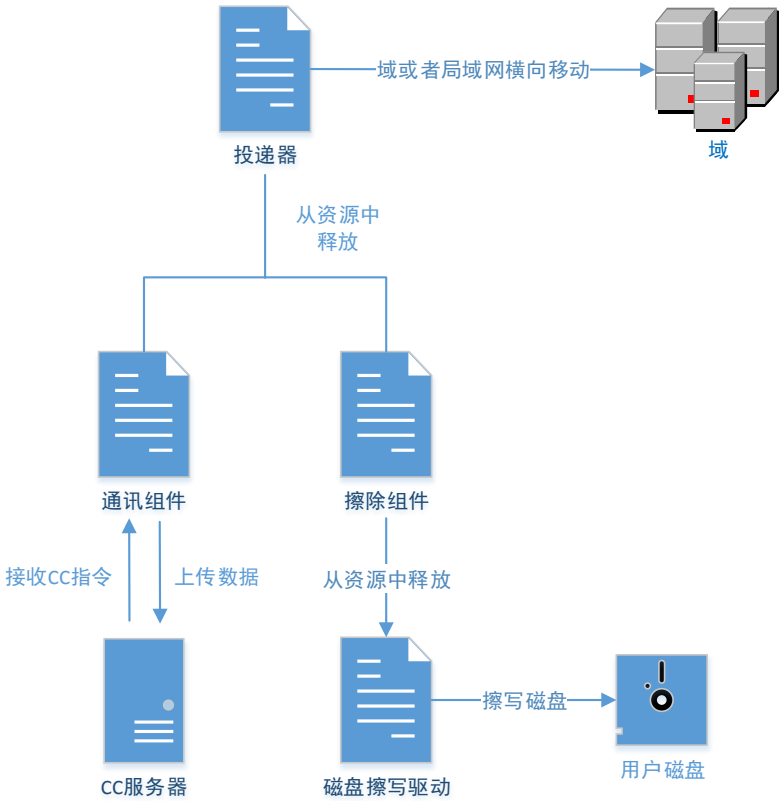 域或者局域网横向移动
域
投递器
从资源中
释放
通讯组件
擦除组件
接收CC指令
上传数据
从资源中释放
擦写磁盘
用户磁盘
CC服务器
磁盘擦写驱动